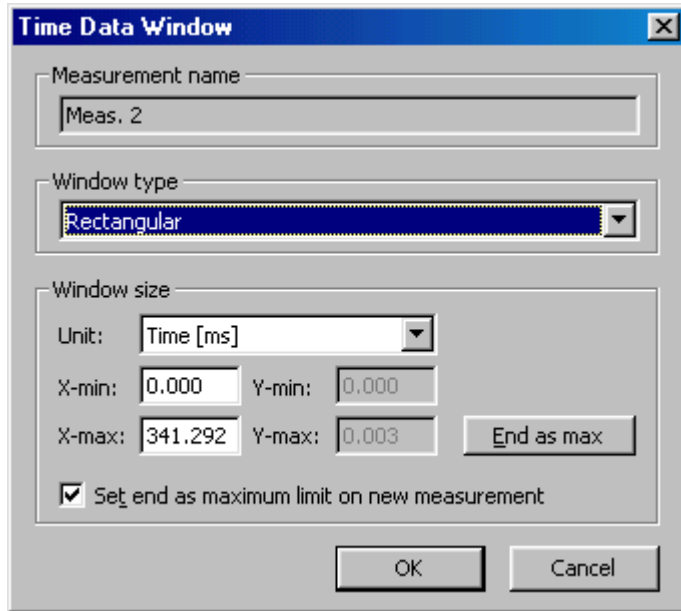 Time Data Window
Measurement name
Meas. 2
Window type
Rectangular
Window size
Unit: Time [ms]
X-min: 0.000 Y-min: 0.000
X-max: 341.292 Y-max: 0.003 End as max
Set end as maximum limit on new measurement
OK Cancel